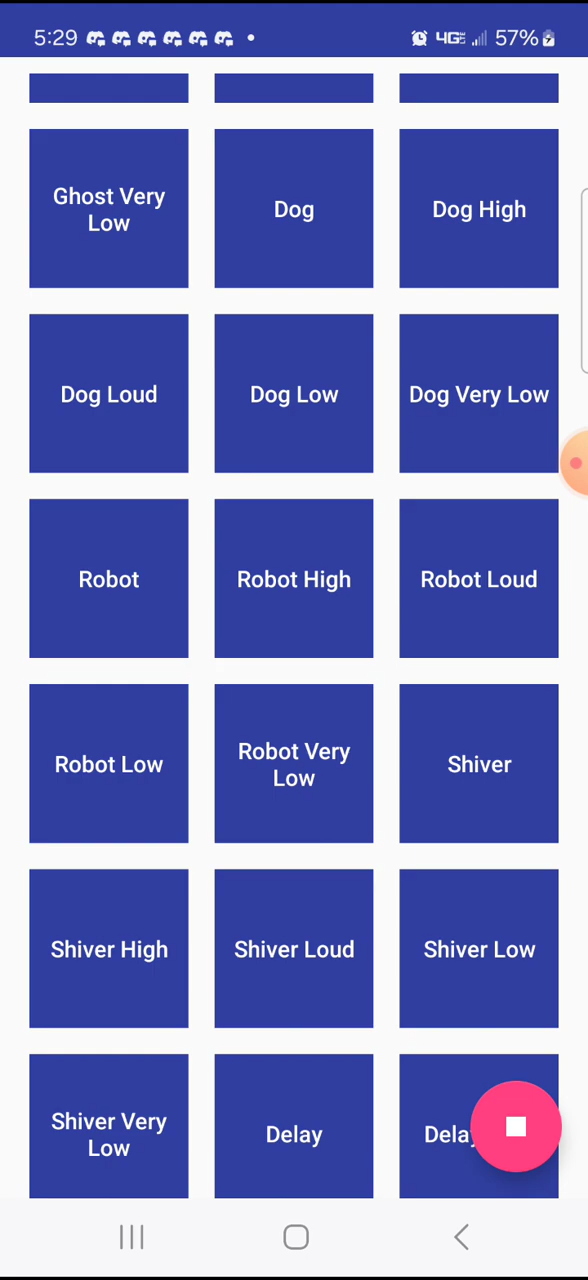 5:29 4G 57%
Ghost Very
Low
Dog
Dog High
Dog Loud
Dog Low
Dog Very Low
Robot
Robot High
Robot Loud
Robot Low
Robot Very
Low
Shiver
Shiver High
Shiver Loud
Shiver Low
Shiver Very
Low
Delay